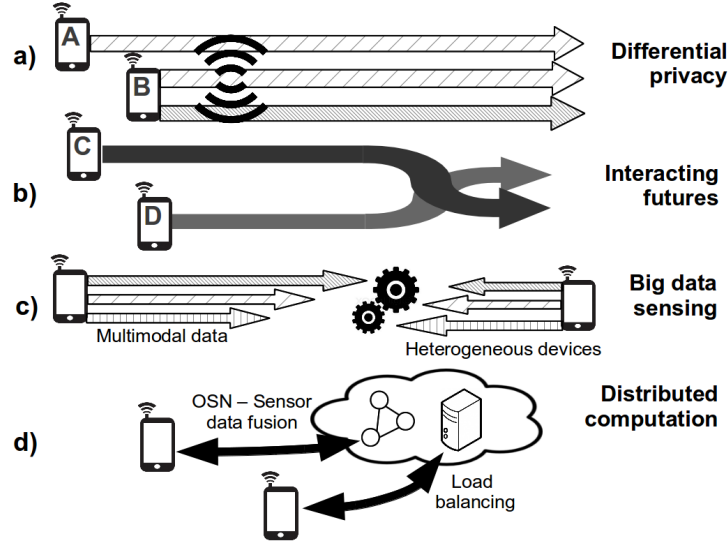 a)
A
B
Differential
privacy
b)
C
D
Interacting
futures
c)
Multimodal data
Heterogeneous devices
Big data
sensing
d)
OSN – Sensor
data fusion
Load
balancing
Distributed
computation